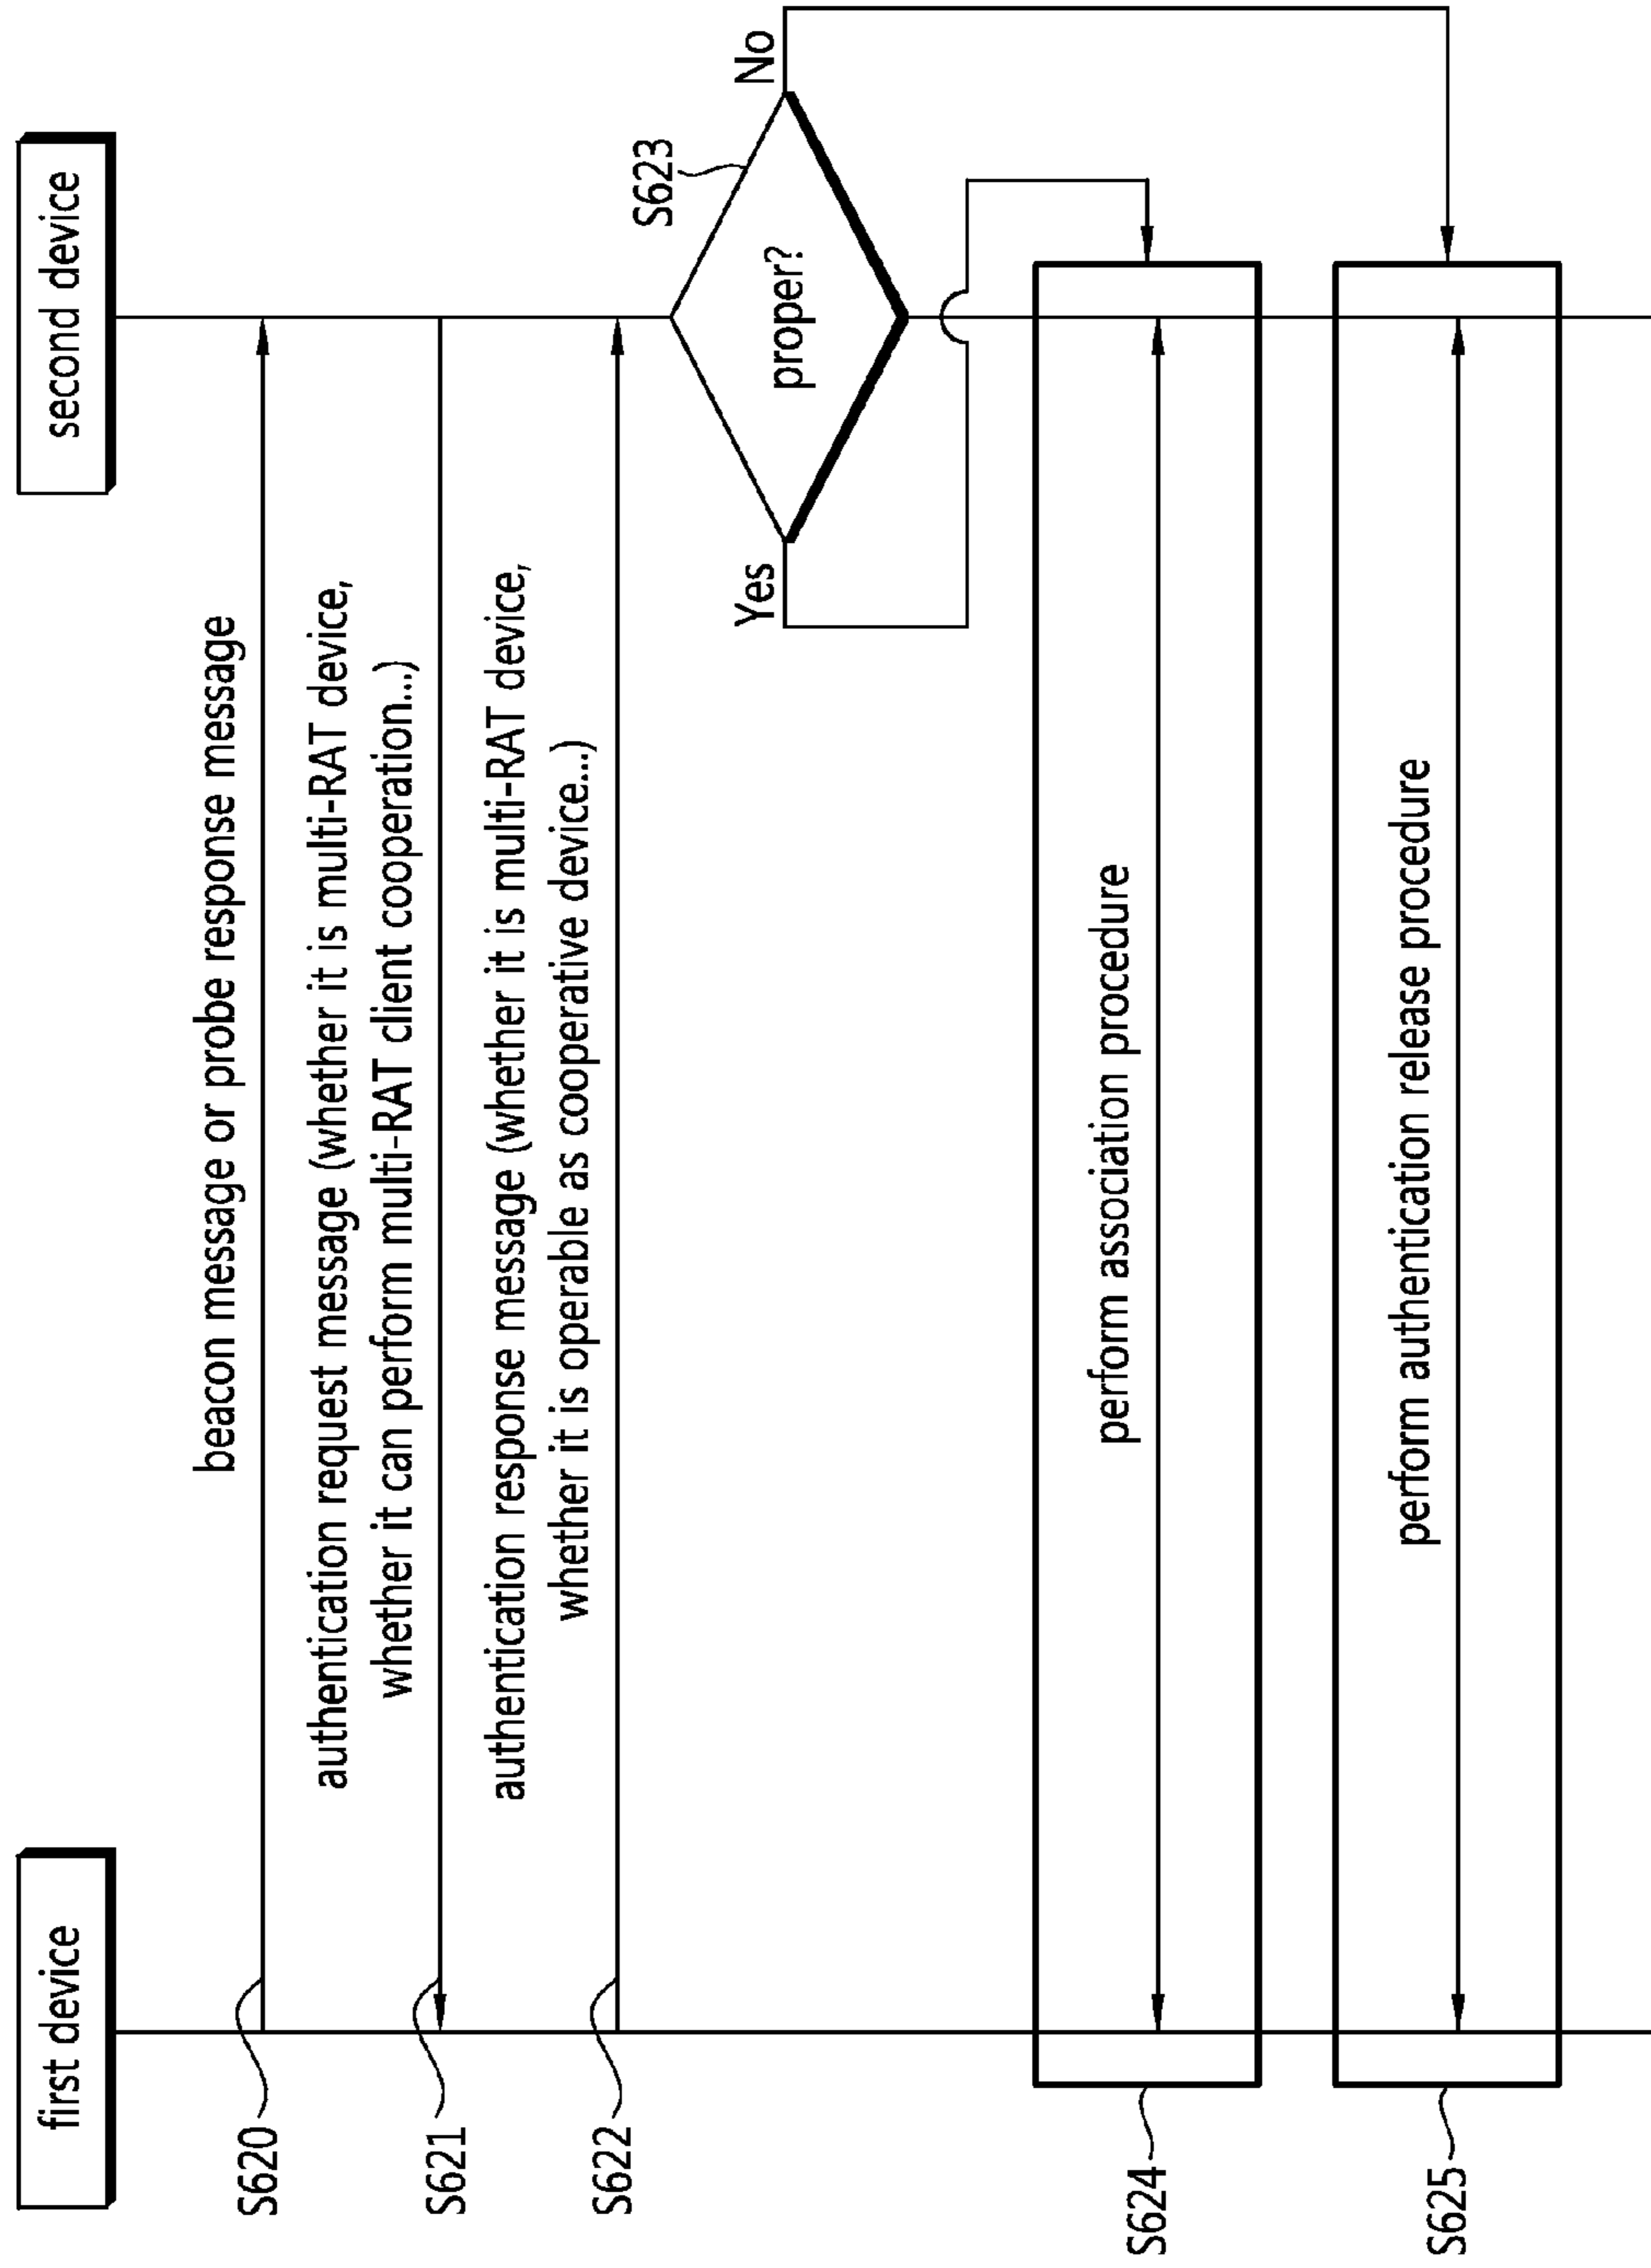 first device
second device
beacon message or probe response message
S620
authentication request message (whether it is multi-RAT device,
whether it can perform multi-RAT client cooperation...)
S621
authentication response message (whether it is multi-RAT device,
whether it is operable as cooperative device...)
S622
S623
proper?
Yes
No
perform association procedure
S624
perform authentication release procedure
S625